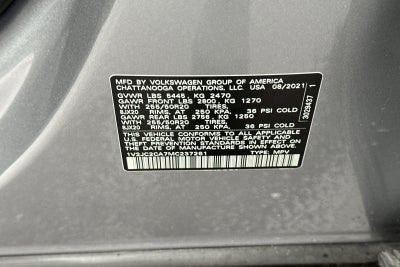 MFD. BY VOLKSWAGEN GROUP OF AMERICA
CHATTANOOGA OPERATIONS, LLC. USA 08/2021
GVWR LBS 5445, KG 2470
GAWR FRONT LBS 2800, KG 1270
WITH 255/50R20 TIRES,
8JX20 RIMS, AT 250 KPA, 36 PSI COLD
GAWR REAR LBS 2756, KG 1250
WITH 255/50R20 TIRES,
8JX20 RIMS, AT 250 KPA, 36 PSI COLD
THIS VEHICLE CONFORMS TO ALL APPLICABLE
U.S. FEDERAL MOTOR VEHICLE SAFETY AND
THEFT PREVENTION STANDARDS IN EFFECT ON
THE DATE OF MANUFACTURE SHOWN ABOVE.
TYPE: MPV